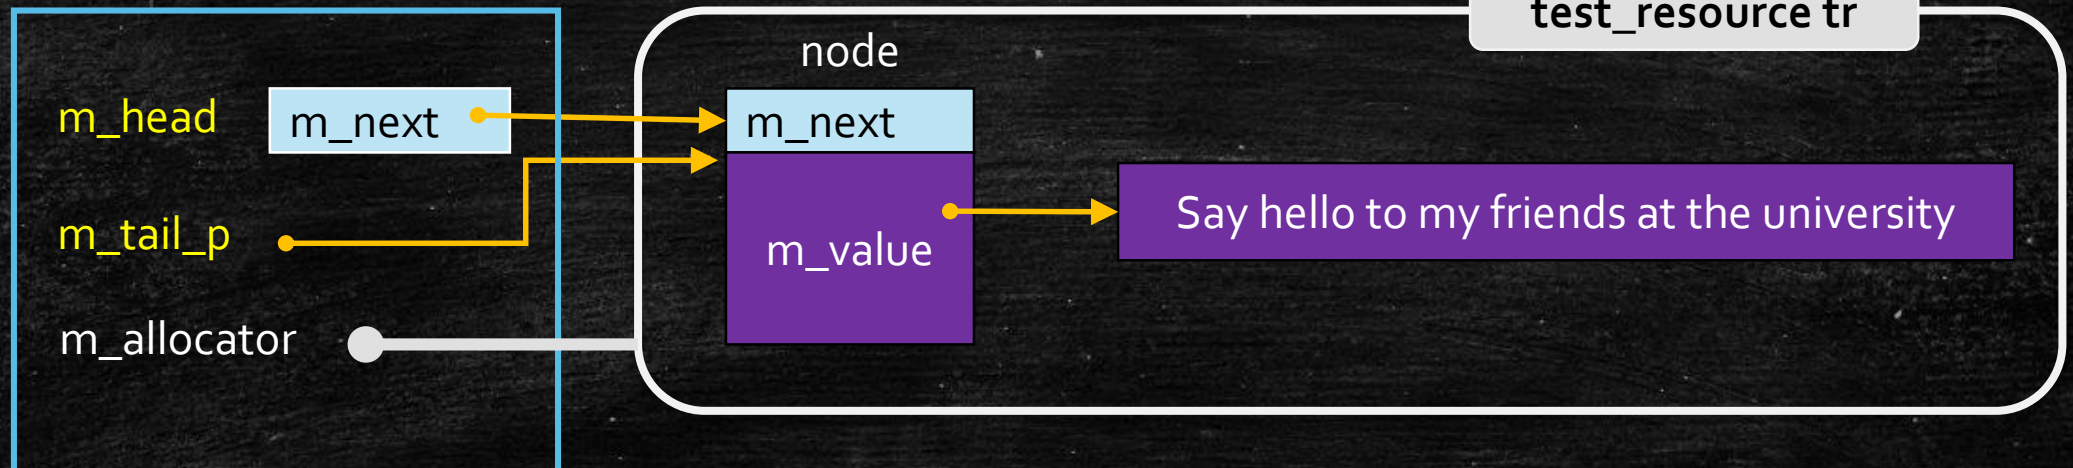 test_resource tr
node
m_head
m_next
m_next
m_tail_p
Say hello to my friends at the university
m_value
m_allocator